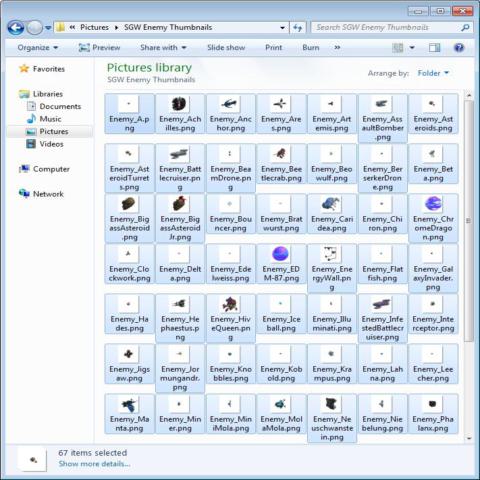 Pictures ▸ SGW Enemy Thumbnails
Search SGW Enemy Thumbnails
Organize Preview Share with Slide show Print Burn »
Favorites
Libraries
Documents
Music
Pictures
Videos
Computer
Network
Pictures library
SGW Enemy Thumbnails
Arrange by: Folder
Enemy_A.png
Enemy_Achilles.png
Enemy_Anchor.png
Enemy_Ares.png
Enemy_Artemis.png
Enemy_AssaultBomber.png
Enemy_Asteroids.png
Enemy_AsteroidTurrets.png
Enemy_Battlecruiser.png
Enemy_BeamDrone.png
Enemy_Beetlecrab.png
Enemy_Beowulf.png
Enemy_BerserkerDrone.png
Enemy_Beta.png
Enemy_BigassAsteroid.png
Enemy_BigassAsteroidJr.png
Enemy_Bouncer.png
Enemy_Bratwurst.png
Enemy_Caridea.png
Enemy_Chiron.png
Enemy_ChromeDragon.png
Enemy_Clockwork.png
Enemy_Delta.png
Enemy_Edelweiss.png
Enemy_EDM-87.png
Enemy_EnergyWall.png
Enemy_Flatfish.png
Enemy_GalaxyInvader.png
Enemy_Hades.png
Enemy_Hephaestus.png
Enemy_HiveQueen.png
Enemy_Iceball.png
Enemy_Illuminati.png
Enemy_InfestedBattlecruiser.png
Enemy_Interceptor.png
Enemy_Jigsaw.png
Enemy_Jormungandr.png
Enemy_Knobbles.png
Enemy_Kobold.png
Enemy_Krampus.png
Enemy_Lahna.png
Enemy_Leecher.png
Enemy_Manta.png
Enemy_Miner.png
Enemy_MiniMola.png
Enemy_MolaMola.png
Enemy_Neuschwanstein.png
Enemy_Niebelung.png
Enemy_Phalanx.png
67 items selected
Show more details...